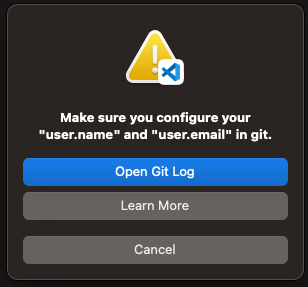 Make sure you configure your
"user.name" and "user.email" in git.
Open Git Log
Learn More
Cancel